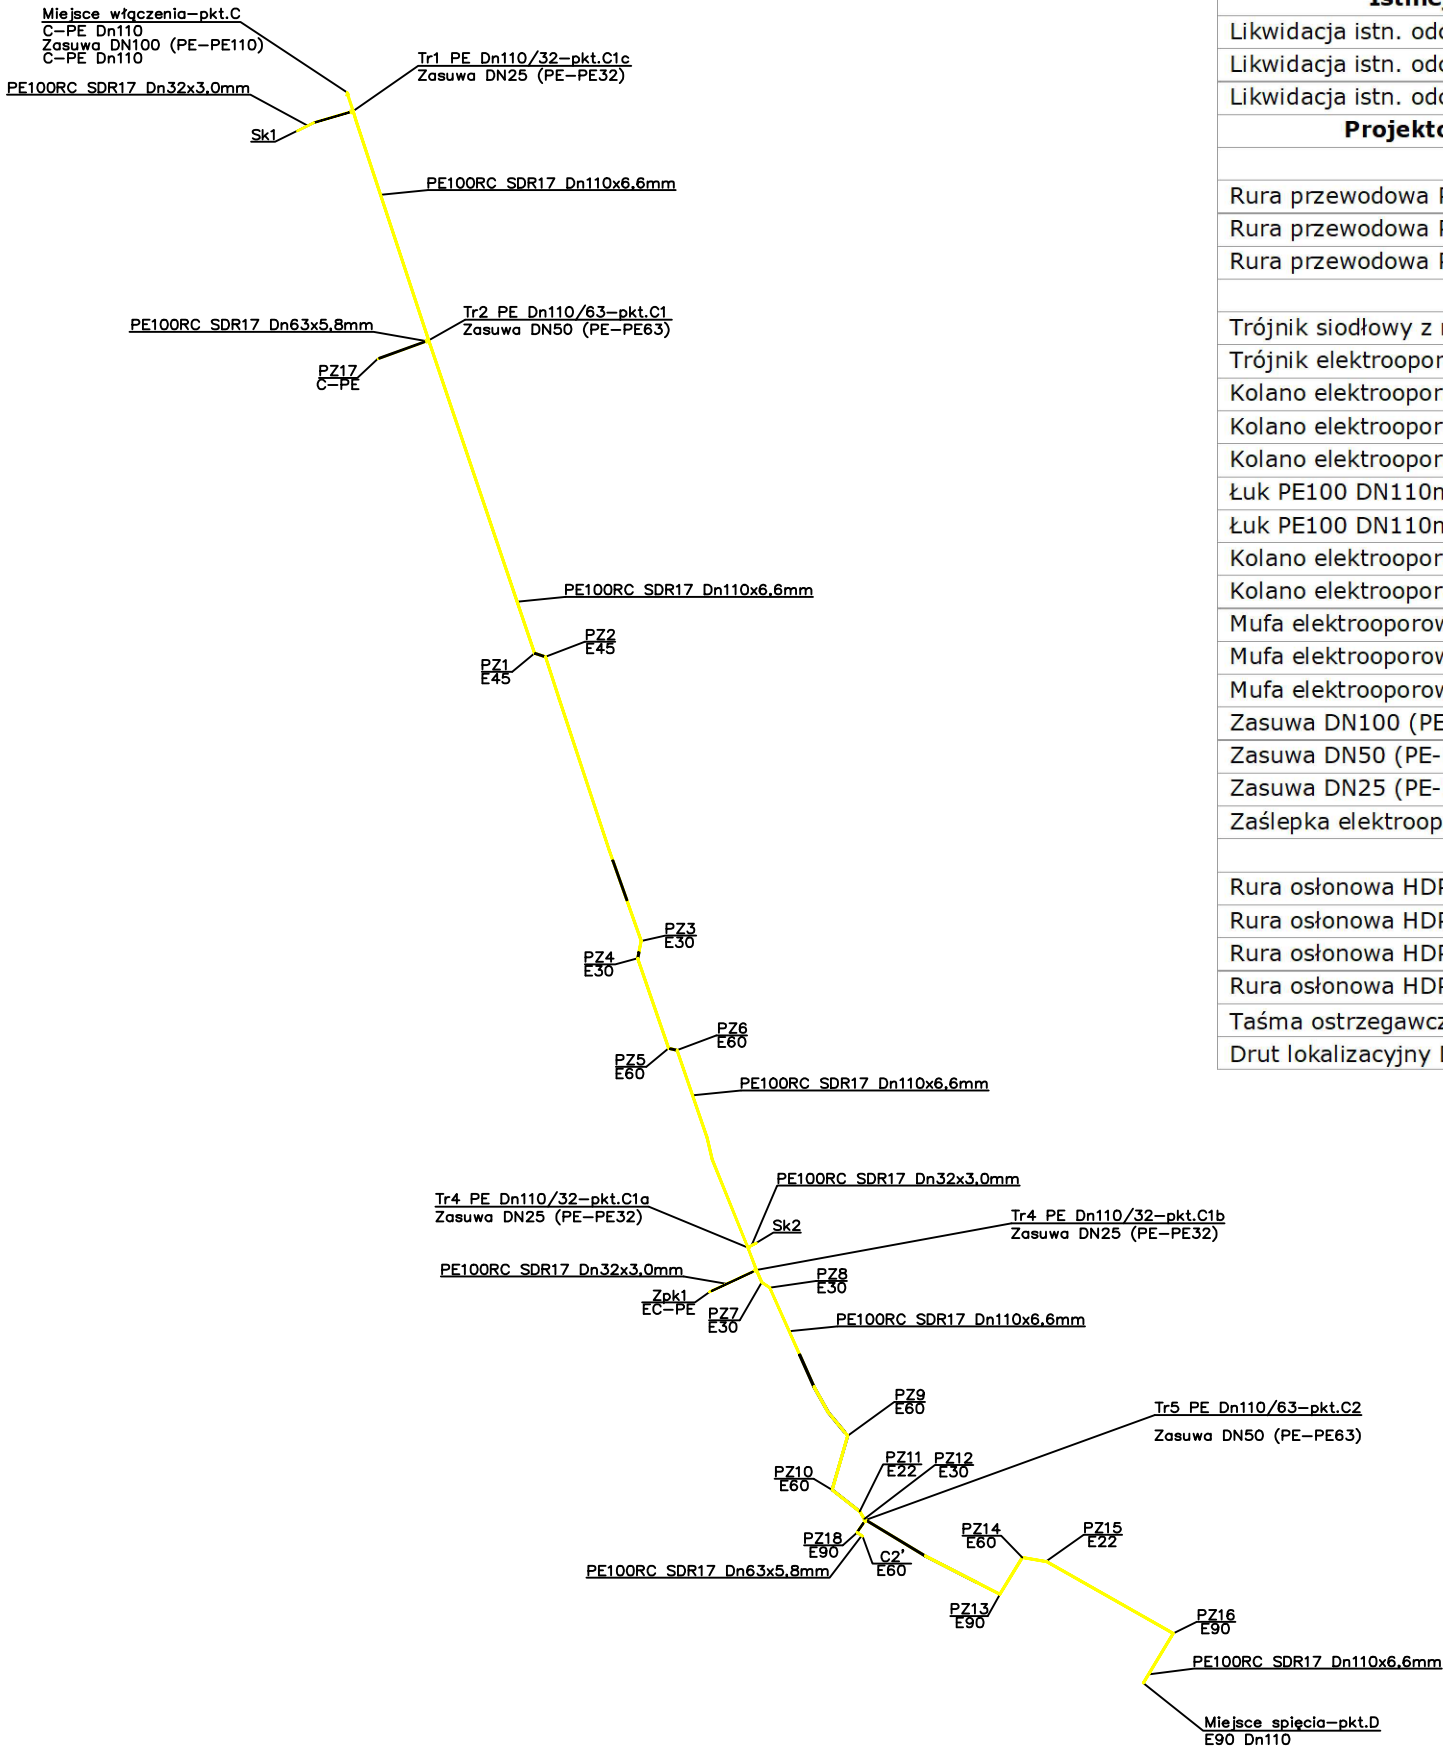 Miejsce włączenia-pkt.C
C-PE Dn110
Zasuwa DN100 (PE-PE110)
C-PE Dn110
Tr1 PE Dn110/32-pkt.C1c
Zasuwa DN25 (PE-PE32)
PE100RC SDR17 Dn32x3,0mm
Sk1
PE100RC SDR17 Dn110x6,6mm
Tr2 PE Dn110/63-pkt.C1
Zasuwa DN50 (PE-PE63)
PE100RC SDR17 Dn63x5,8mm
PZ17
C-PE
PE100RC SDR17 Dn110x6,6mm
PZ2
E45
PZ1
E45
PZ3
E30
PZ4
E30
PZ6
E60
PZ5
E60
PE100RC SDR17 Dn110x6,6mm
PE100RC SDR17 Dn32x3,0mm
Tr4 PE Dn110/32-pkt.C1a
Zasuwa DN25 (PE-PE32)
Sk2
Tr4 PE Dn110/32-pkt.C1b
Zasuwa DN25 (PE-PE32)
PE100RC SDR17 Dn32x3,0mm
PZ8
E30
Zpk1
EC-PE
PZ7
E30
PE100RC SDR17 Dn110x6,6mm
PZ9
E60
Tr5 PE Dn110/63-pkt.C2
Zasuwa DN50 (PE-PE63)
PZ11
E22
PZ12
E30
PZ10
E60
PZ18
E90
C2'
E60
PE100RC SDR17 Dn63x5,8mm
PZ14
E60
PZ15
E22
PZ13
E90
PZ16
E90
PE100RC SDR17 Dn110x6,6mm
Miejsce spięcia-pkt.D
E90 Dn110
Likwidacja istn.
Likwidacja istn.
Likwidacja istn.
Projekto
Rura przewodowa
Rura przewodowa
Rura przewodowa
Trójnik siodłowy z
Trójnik elektroopor
Kolano elektroopor
Kolano elektroopor
Kolano elektroopor
Łuk PE100 DN110
Łuk PE100 DN110
Kolano elektroopor
Kolano elektroopor
Mufa elektrooporow
Mufa elektrooporow
Mufa elektrooporow
Zasuwa DN100 (PE
Zasuwa DN50 (PE-
Zasuwa DN25 (PE-
Zaślepka elektroop
Rura osłonowa HD
Rura osłonowa HD
Rura osłonowa HD
Rura osłonowa HD
Taśma ostrzegawcz
Drut lokalizacyjny